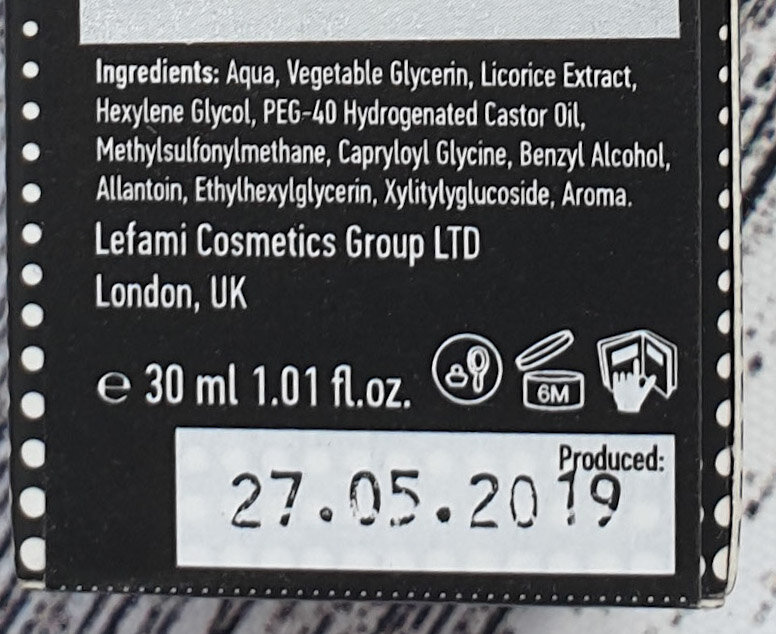 Ingredients: Aqua, Vegetable Glycerin, Licorice Extract,
Hexylene Glycol, PEG-40 Hydrogenated Castor Oil,
Methylsulfonylmethane, Capryloyl Glycine, Benzyl Alcohol,
Allantoin, Ethylhexylglycerin, Xylitylyglucoside, Aroma.
Lefami Cosmetics Group LTD
London, UK
℮ 30 ml 1.01 fl.oz.
6M
Produced:
27.05.2019